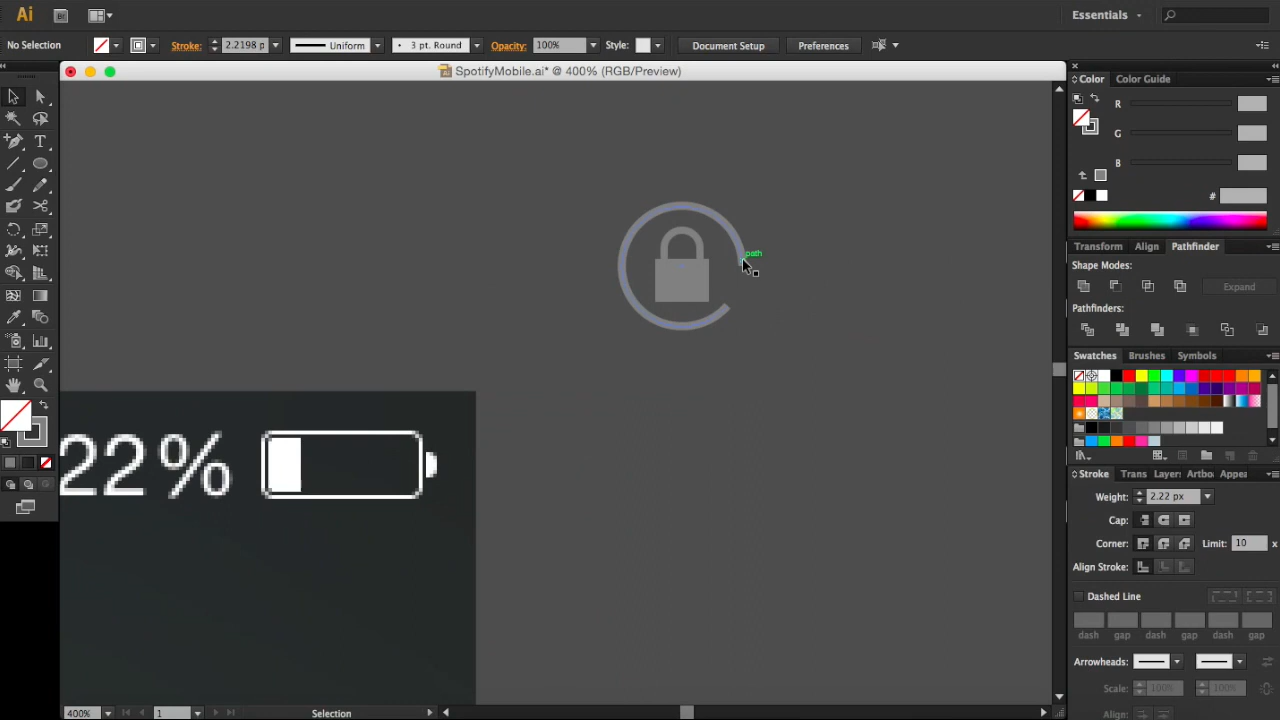 Ai Br Essentials
No Selection Stroke: 2.2198 p Uniform 3 pt. Round Opacity: 100% Style: Document Setup Preferences
SpotifyMobile.ai* @ 400% (RGB/Preview)
Color Color Guide
R
G
B
#
Transform Align Pathfinder
Shape Modes:
Expand
Pathfinders:
Swatches Brushes Symbols
path
22%
Stroke Trans Layers Artbo Appea
Weight: 2.22 px
Cap:
Corner: Limit: 10 x
Align Stroke:
Dashed Line
dash gap dash gap dash gap
Arrowheads:
Scale: 100% 100%
Align:
400% 1 Selection